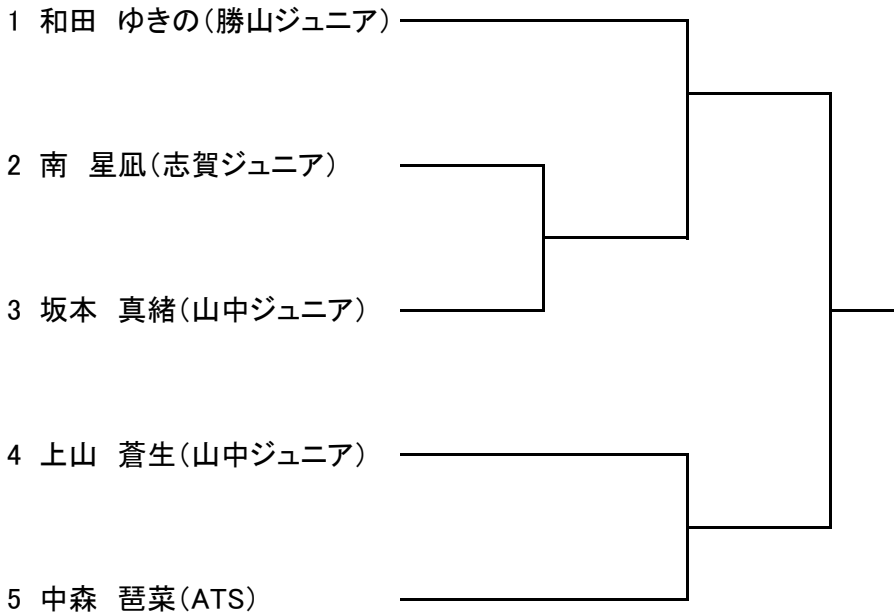 1 和田 ゆきの(勝山ジュニア)
2 南 星凪(志賀ジュニア)
3 坂本 真緒(山中ジュニア)
4 上山 蒼生(山中ジュニア)
5 中森 琶菜(ATS)